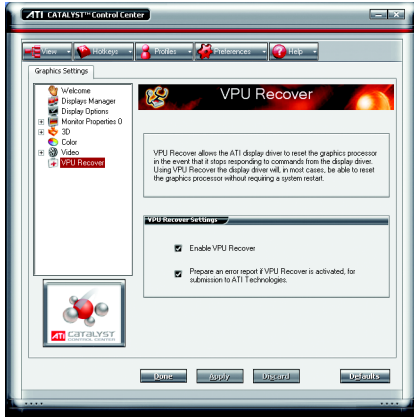 ATI CATALYST™ Control Center
View
Hotkeys
Profiles
Preferences
Help
Graphics Settings
Welcome
Displays Manager
Display Options
Monitor Properties 0
3D
Color
Video
VPU Recover
VPU Recover
VPU Recover allows the ATI display driver to reset the graphics processor
in the event that it stops responding to commands from the display driver.
Using VPU Recover the display driver will, in most cases, be able to reset
the graphics processor without requiring a system restart.
VPU Recover Settings
Enable VPU Recover
Prepare an error report if VPU Recover is activated, for
submission to ATI Technologies.
ATI CATALYST
CONTROL CENTER
Done
Apply
Discard
Defaults